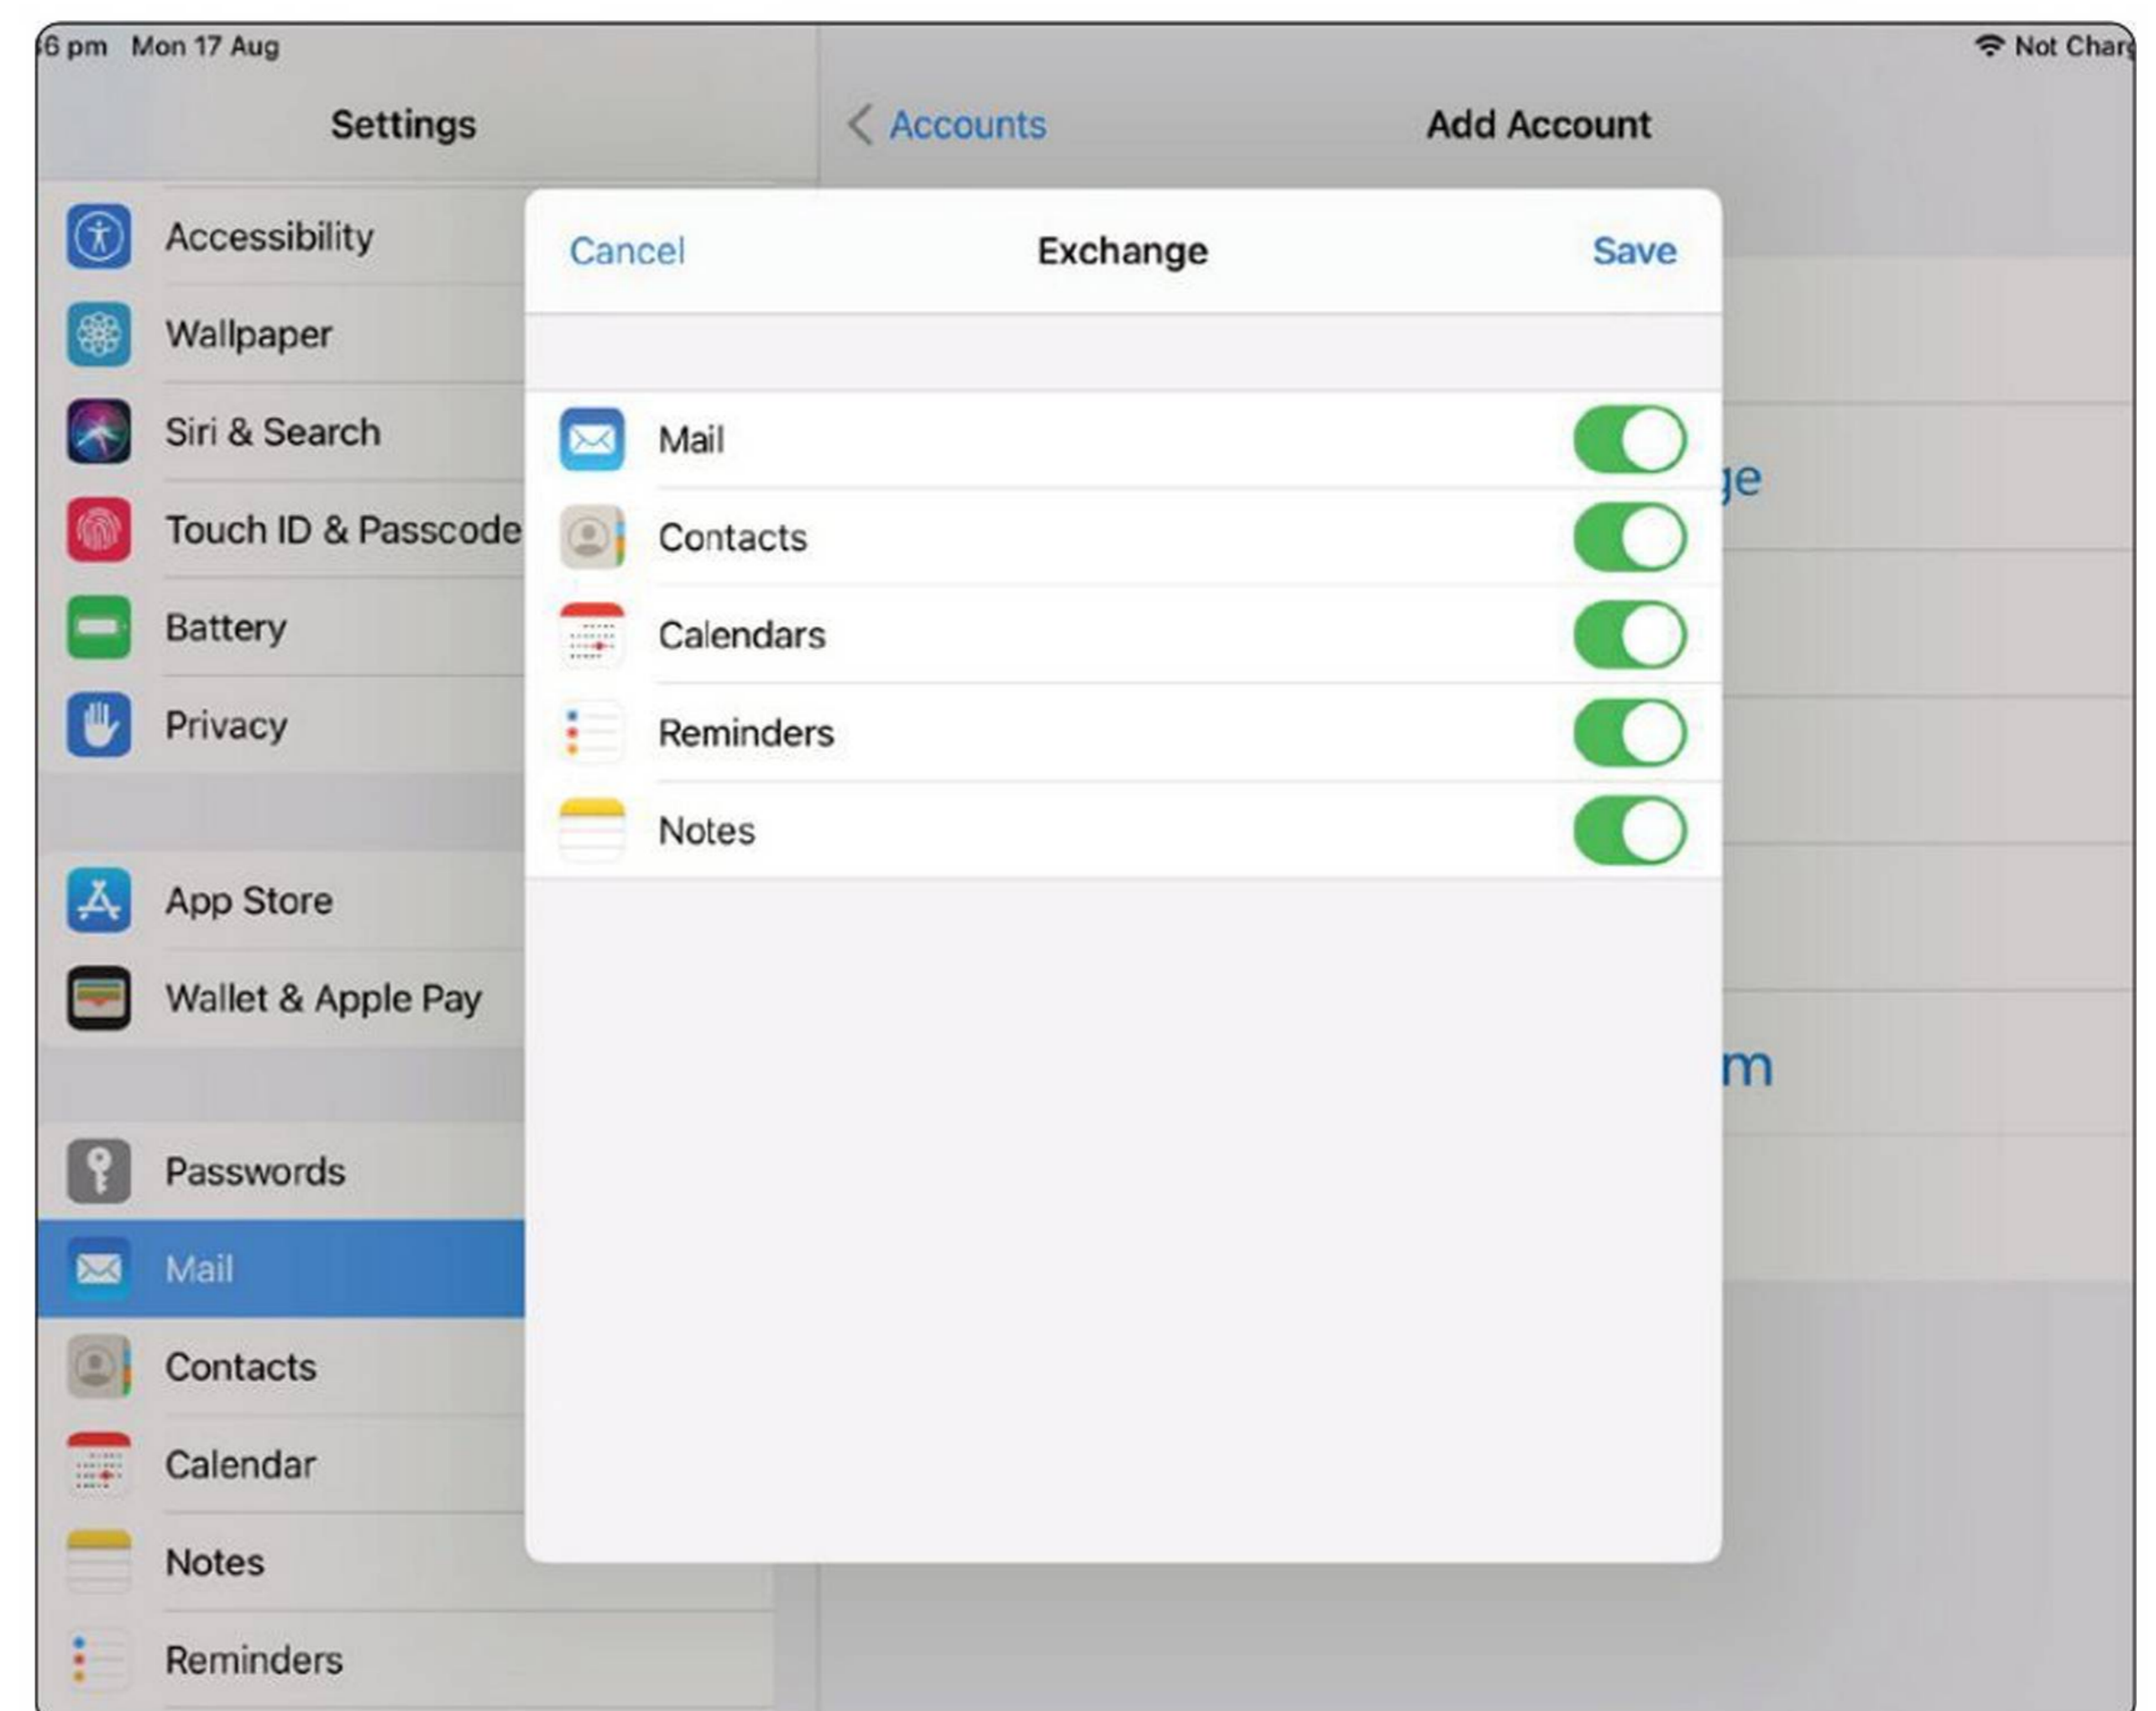 6 pm Mon 17 Aug
Not Charg
Settings
Accounts
Add Account
Accessibility
Wallpaper
Siri & Search
Touch ID & Passcode
Battery
Privacy
App Store
Wallet & Apple Pay
Passwords
Mail
Contacts
Calendar
Notes
Reminders
Cancel
Exchange
Save
Mail
Contacts
Calendars
Reminders
Notes
ge
m